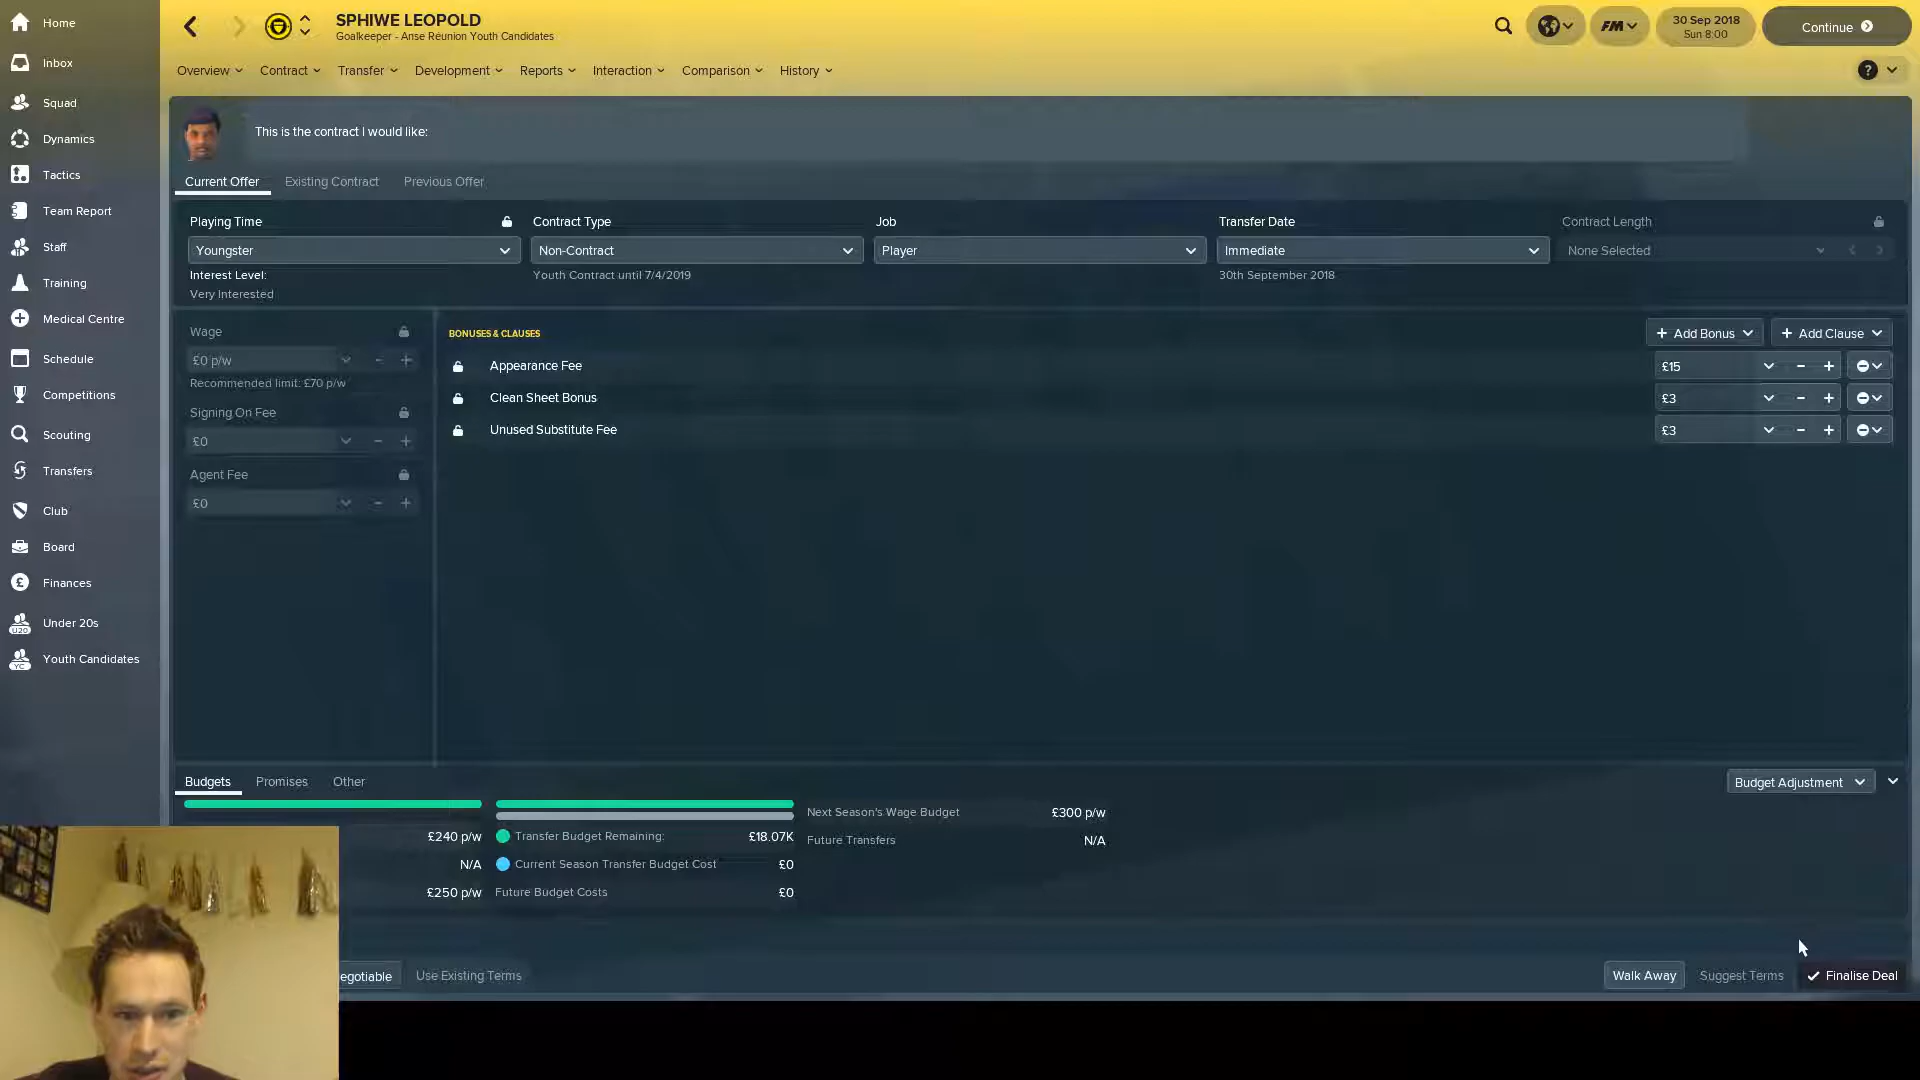 Home
Inbox
Squad
Dynamics
Tactics
Team Report
Staff
Training
Medical Centre
Schedule
Competitions
Scouting
Transfers
Club
Board
Finances
U20
Under 20s
YC
Youth Candidates
SPHIWE LEOPOLD
Goalkeeper - Anse Réunion Youth Candidates
FM
30 Sep 2018
Sun 8:00
Continue
Overview Contract Transfer Development Reports Interaction Comparison History
?
This is the contract I would like:
Current Offer Existing Contract Previous Offer
Playing Time Contract Type Job Transfer Date Contract Length
Youngster Non-Contract Player Immediate None Selected
Interest Level: Youth Contract until 7/4/2019 30th September 2018
Very Interested
Wage
£0 p/w - +
Recommended limit: £70 p/w
Signing On Fee
£0 - +
Agent Fee
£0 - +
BONUSES & CLAUSES + Add Bonus + Add Clause
Appearance Fee £15 - +
Clean Sheet Bonus £3 - +
Unused Substitute Fee £3 - +
Budgets Promises Other Budget Adjustment
£240 p/w Transfer Budget Remaining: £18.07K
N/A Current Season Transfer Budget Cost £0
£250 p/w Future Budget Costs £0
Next Season's Wage Budget £300 p/w
Future Transfers N/A
egotiable Use Existing Terms Walk Away Suggest Terms Finalise Deal